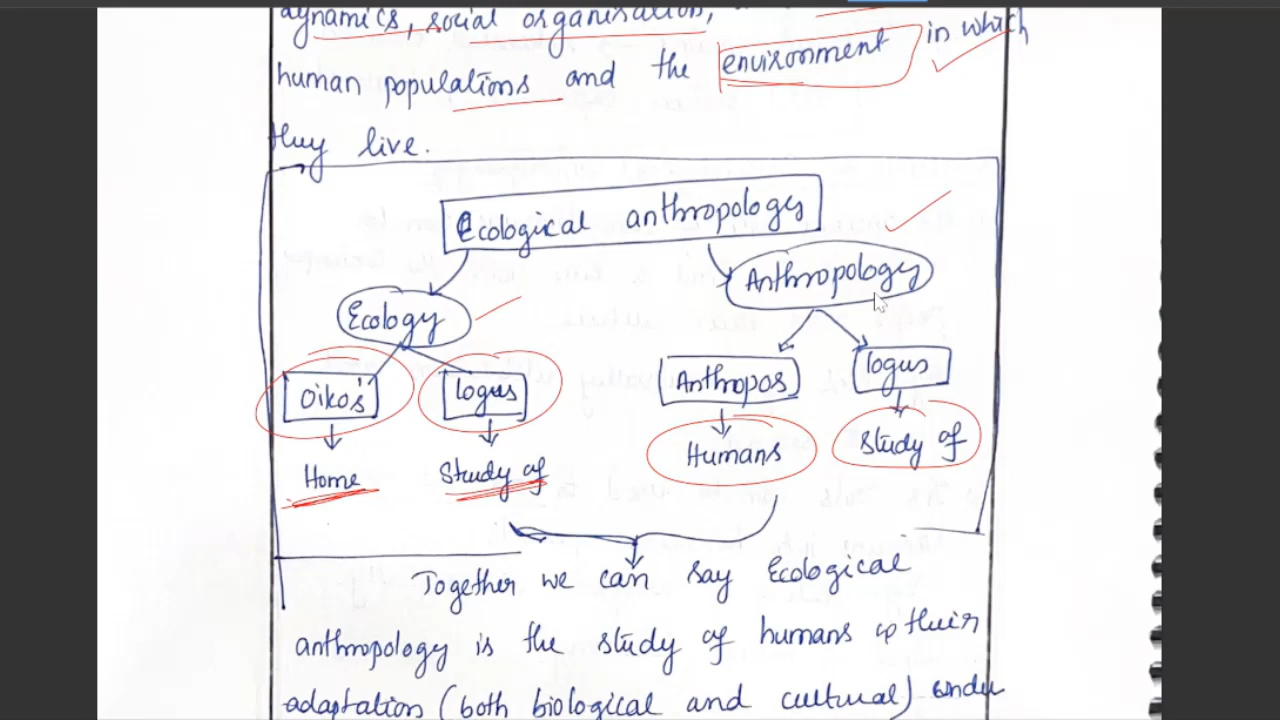 dynamics, social organisation,
human populations and the environment in which
they live.
Ecological anthropology
Anthropology
Ecology
Oikos Logus Anthropos logus
Home Study of Humans Study of
Together we can say Ecological
anthropology is the study of humans & their
adaptation (both biological and cultural) under